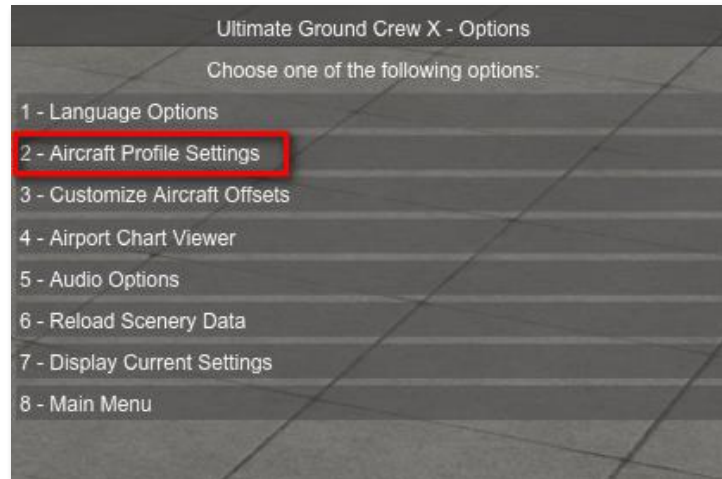 Ultimate Ground Crew X - Options
Choose one of the following options:
1 - Language Options
2 - Aircraft Profile Settings
3 - Customize Aircraft Offsets
4 - Airport Chart Viewer
5 - Audio Options
6 - Reload Scenery Data
7 - Display Current Settings
8 - Main Menu